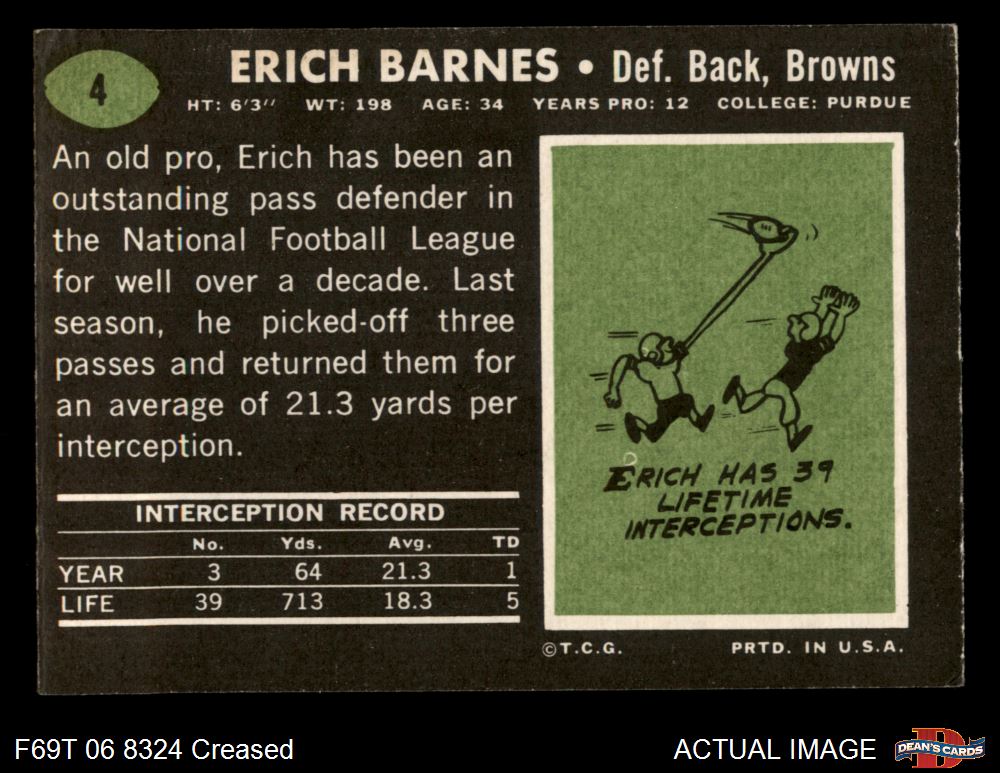 4
ERICH BARNES • Def. Back, Browns
HT: 6'3" WT: 198 AGE: 34 YEARS PRO: 12 COLLEGE: PURDUE
An old pro, Erich has been an
outstanding pass defender in
the National Football League
for well over a decade. Last
season, he picked-off three
passes and returned them for
an average of 21.3 yards per
interception.
INTERCEPTION RECORD
No. Yds. Avg. TD
YEAR 3 64 21.3 1
LIFE 39 713 18.3 5
ERICH HAS 39
LIFETIME
INTERCEPTIONS.
©T.C.G. PRTD. IN U.S.A.
F69T 06 8324 Creased
ACTUAL IMAGE
D
DEAN'S CARDS